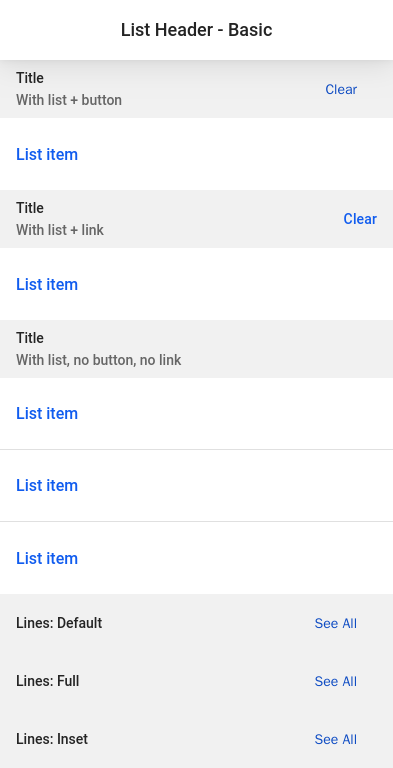 List Header - Basic
Title
With list + button
Clear
List item
Title
With list + link
Clear
List item
Title
With list, no button, no link
List item
List item
List item
Lines: Default
See All
Lines: Full
See All
Lines: Inset
See All